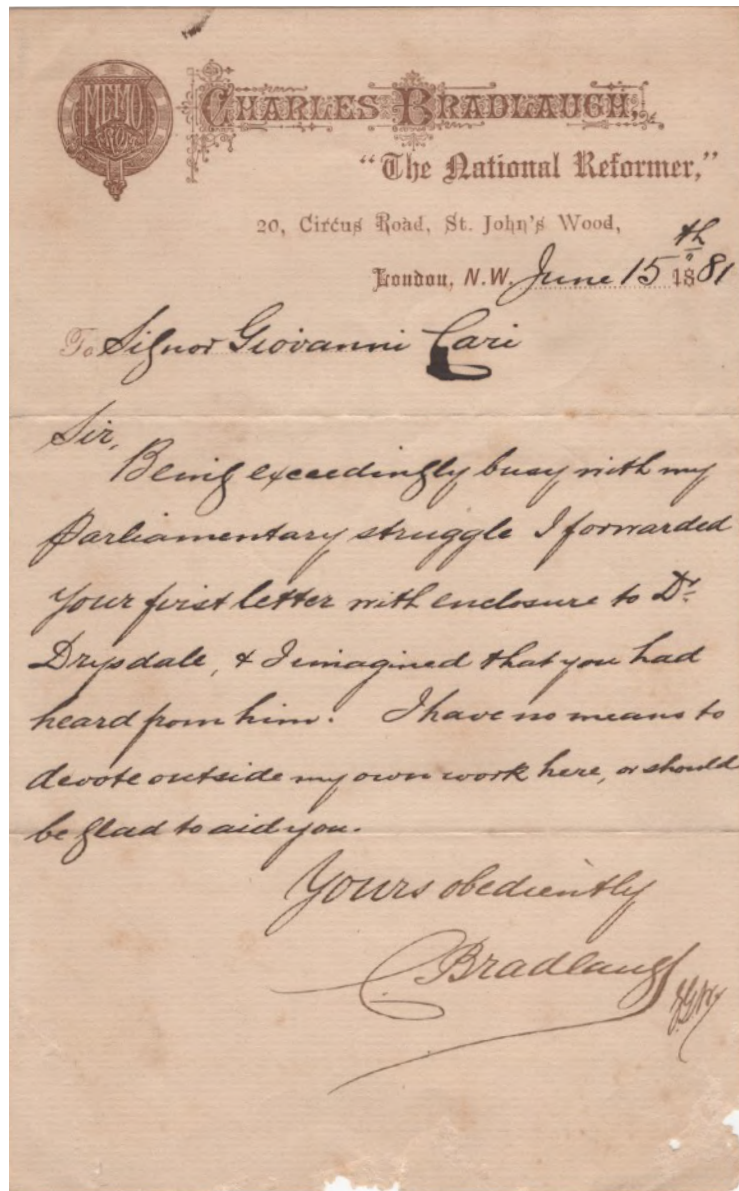 MEMO
FROM
CHARLES BRADLAUGH,
"The National Reformer,"
20, Circus Road, St. John's Wood,
London, N.W. June 15th 1881
To Signor Giovanni Cari
Sir,
Being exceedingly busy with my
Parliamentary struggle I forwarded
your first letter with enclosure to Dr.
Drysdale, & I imagined that you had
heard from him. I have no means to
devote outside my own work here, or should
be glad to aid you.
Yours obediently
C. Bradlaugh